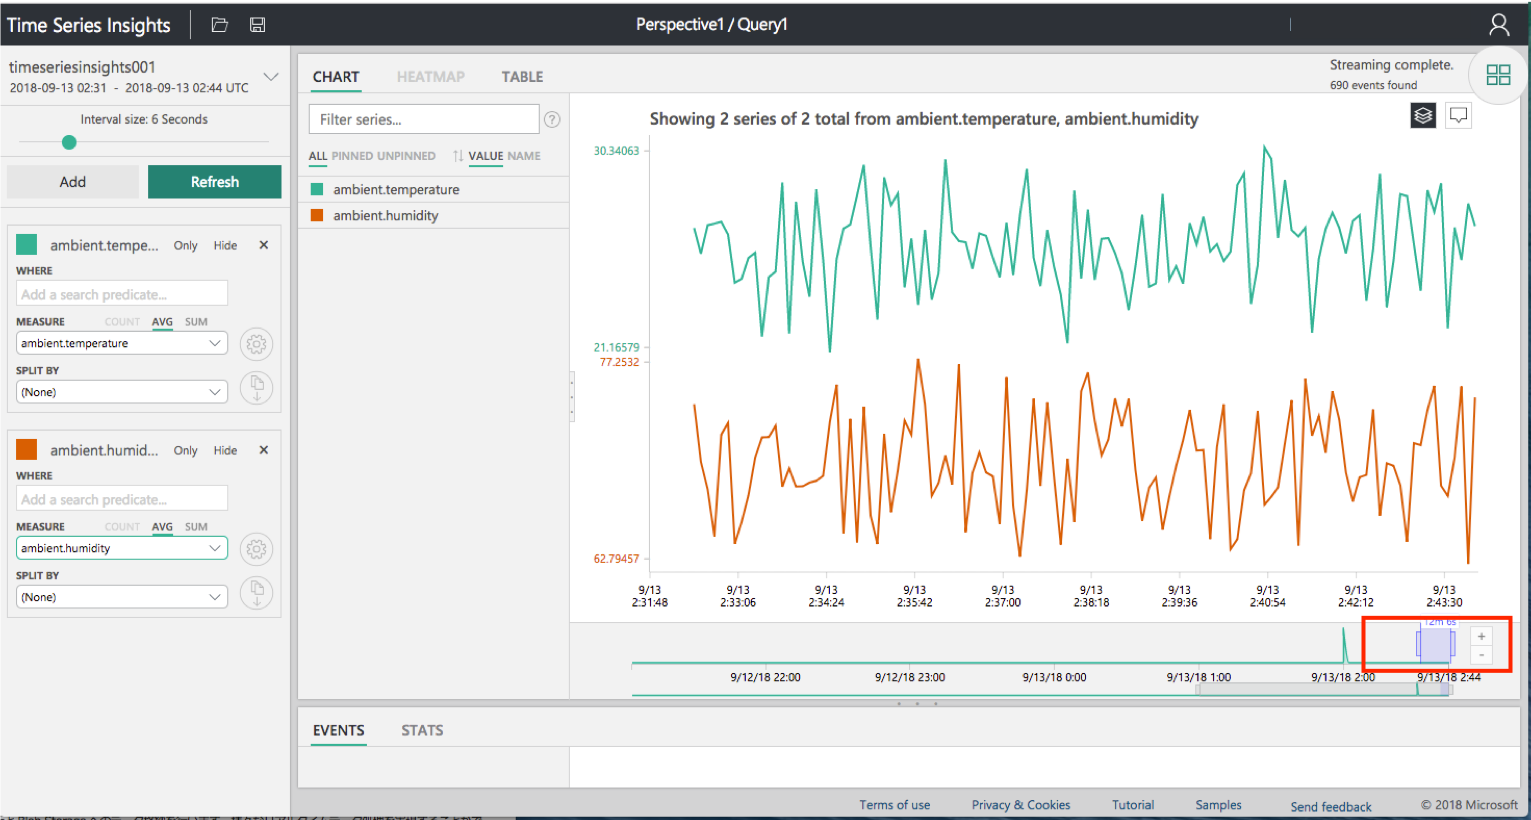 Time Series Insights
Perspective1 / Query1
timeseriesinsights001
2018-09-13 02:31 - 2018-09-13 02:44 UTC
Interval size: 6 Seconds
Add
Refresh
ambient.tempe... Only Hide ×
WHERE
Add a search predicate...
MEASURE COUNT AVG SUM
ambient.temperature
SPLIT BY
(None)
ambient.humid... Only Hide ×
WHERE
Add a search predicate...
MEASURE COUNT AVG SUM
ambient.humidity
SPLIT BY
(None)
CHART HEATMAP TABLE
Streaming complete.
690 events found
Filter series... ?
ALL PINNED UNPINNED VALUE NAME
ambient.temperature
ambient.humidity
Showing 2 series of 2 total from ambient.temperature, ambient.humidity
30.34063
21.16579
77.2532
62.79457
9/13 9/13 9/13 9/13 9/13 9/13 9/13 9/13 9/13 9/13
2:31:48 2:33:06 2:34:24 2:35:42 2:37:00 2:38:18 2:39:36 2:40:54 2:42:12 2:43:30
12m 6s
+
-
9/12/18 22:00 9/12/18 23:00 9/13/18 0:00 9/13/18 1:00 9/13/18 2:00 9/13/18 2:44
EVENTS STATS
Terms of use Privacy & Cookies Tutorial Samples Send feedback © 2018 Microsoft